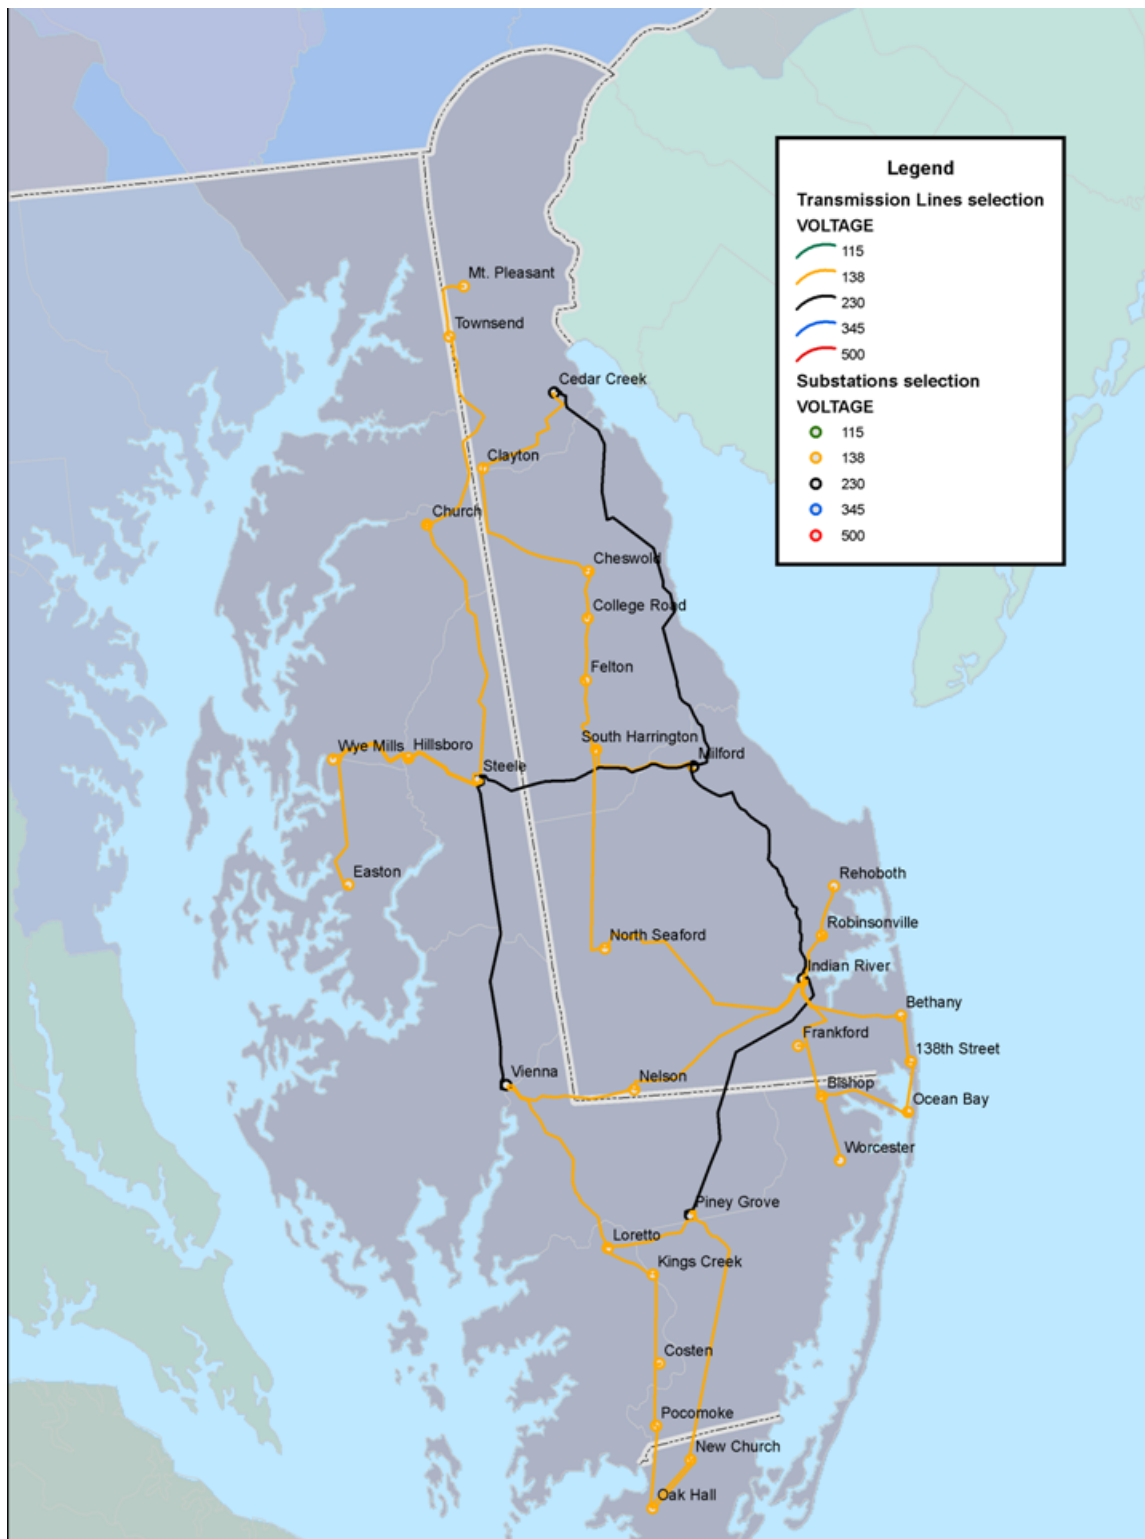 Legend
Transmission Lines selection
VOLTAGE
115
138
230
345
500
Substations selection
VOLTAGE
115
138
230
345
500
Mt. Pleasant
Townsend
Cedar Creek
Clayton
Church
Cheswold
College Road
Felton
South Harrington
Wye Mills
Hillsboro
Milford
Steele
Easton
Rehoboth
Robinsonville
North Seaford
Indian River
Bethany
Frankford
138th Street
Vienna
Nelson
Bishop
Ocean Bay
Worcester
Piney Grove
Loretto
Kings Creek
Costen
Pocomoke
New Church
Oak Hall